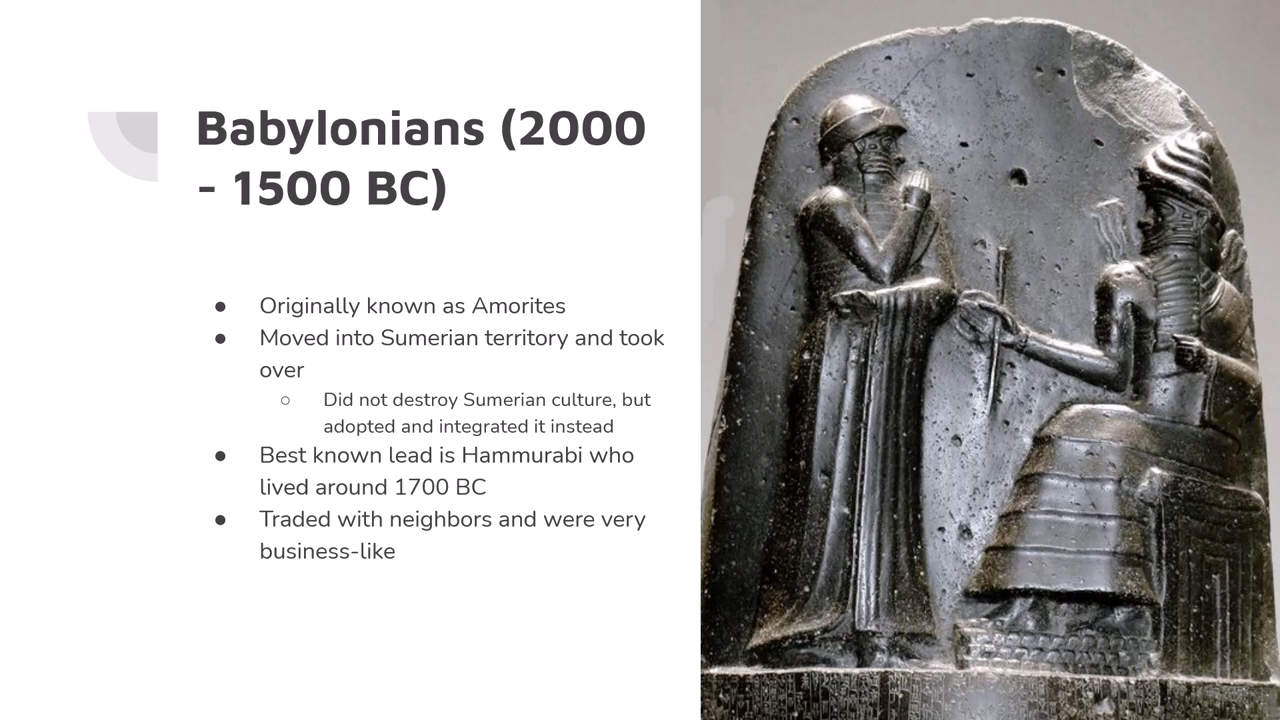 Babylonians (2000
- 1500 BC)
● Originally known as Amorites
● Moved into Sumerian territory and took
over
○ Did not destroy Sumerian culture, but
adopted and integrated it instead
● Best known lead is Hammurabi who
lived around 1700 BC
● Traded with neighbors and were very
business-like